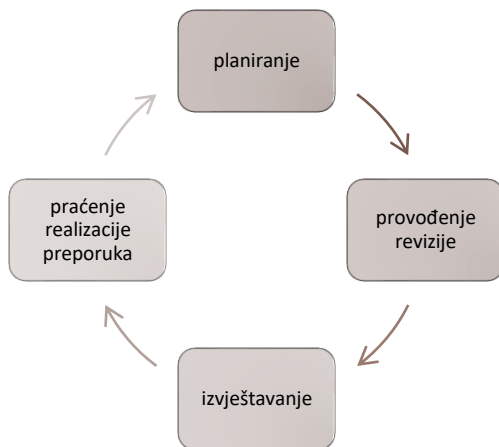 planiranje
provođenje
revizije
izvještavanje
praćenje
realizacije
preporuka